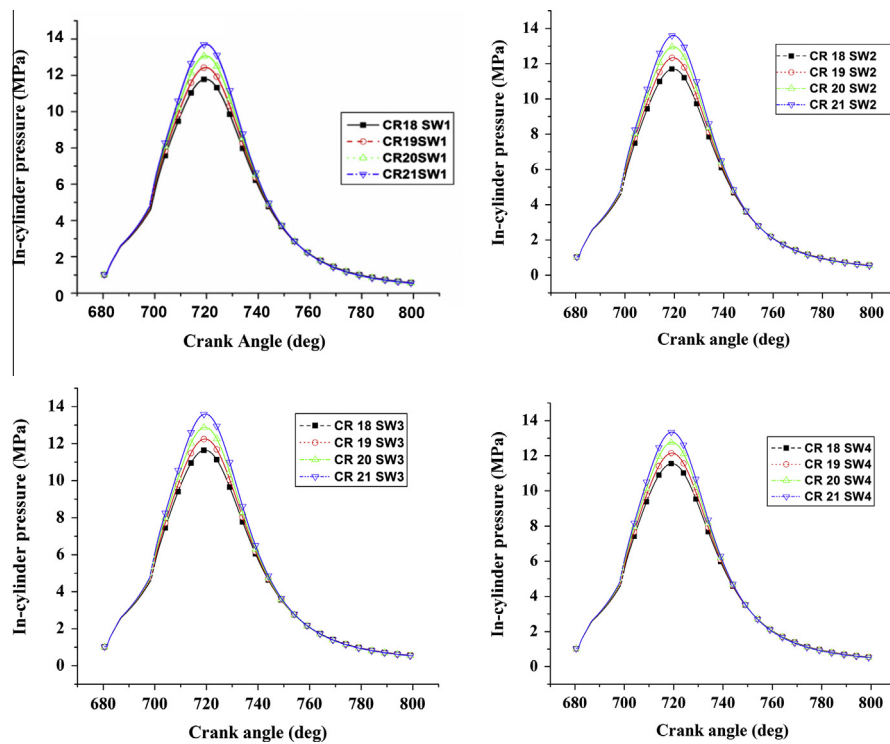 14
12
10
8
6
4
2
0
In-cylinder pressure (MPa)
CR18 SW1
CR19SW1
CR20SW1
CR21SW1
680 700 720 740 760 780 800
Crank Angle (deg)
14
12
10
8
6
4
2
0
In-cylinder pressure (MPa)
CR 18 SW2
CR 19 SW2
CR 20 SW2
CR 21 SW2
680 700 720 740 760 780 800
Crank angle (deg)
14
12
10
8
6
4
2
0
In-cylinder pressure (MPa)
CR 18 SW3
CR 19 SW3
CR 20 SW3
CR 21 SW3
680 700 720 740 760 780 800
Crank angle (deg)
14
12
10
8
6
4
2
0
In-cylinder pressure (MPa)
CR 18 SW4
CR 19 SW4
CR 20 SW4
CR 21 SW4
680 700 720 740 760 780 800
Crank angle (deg)